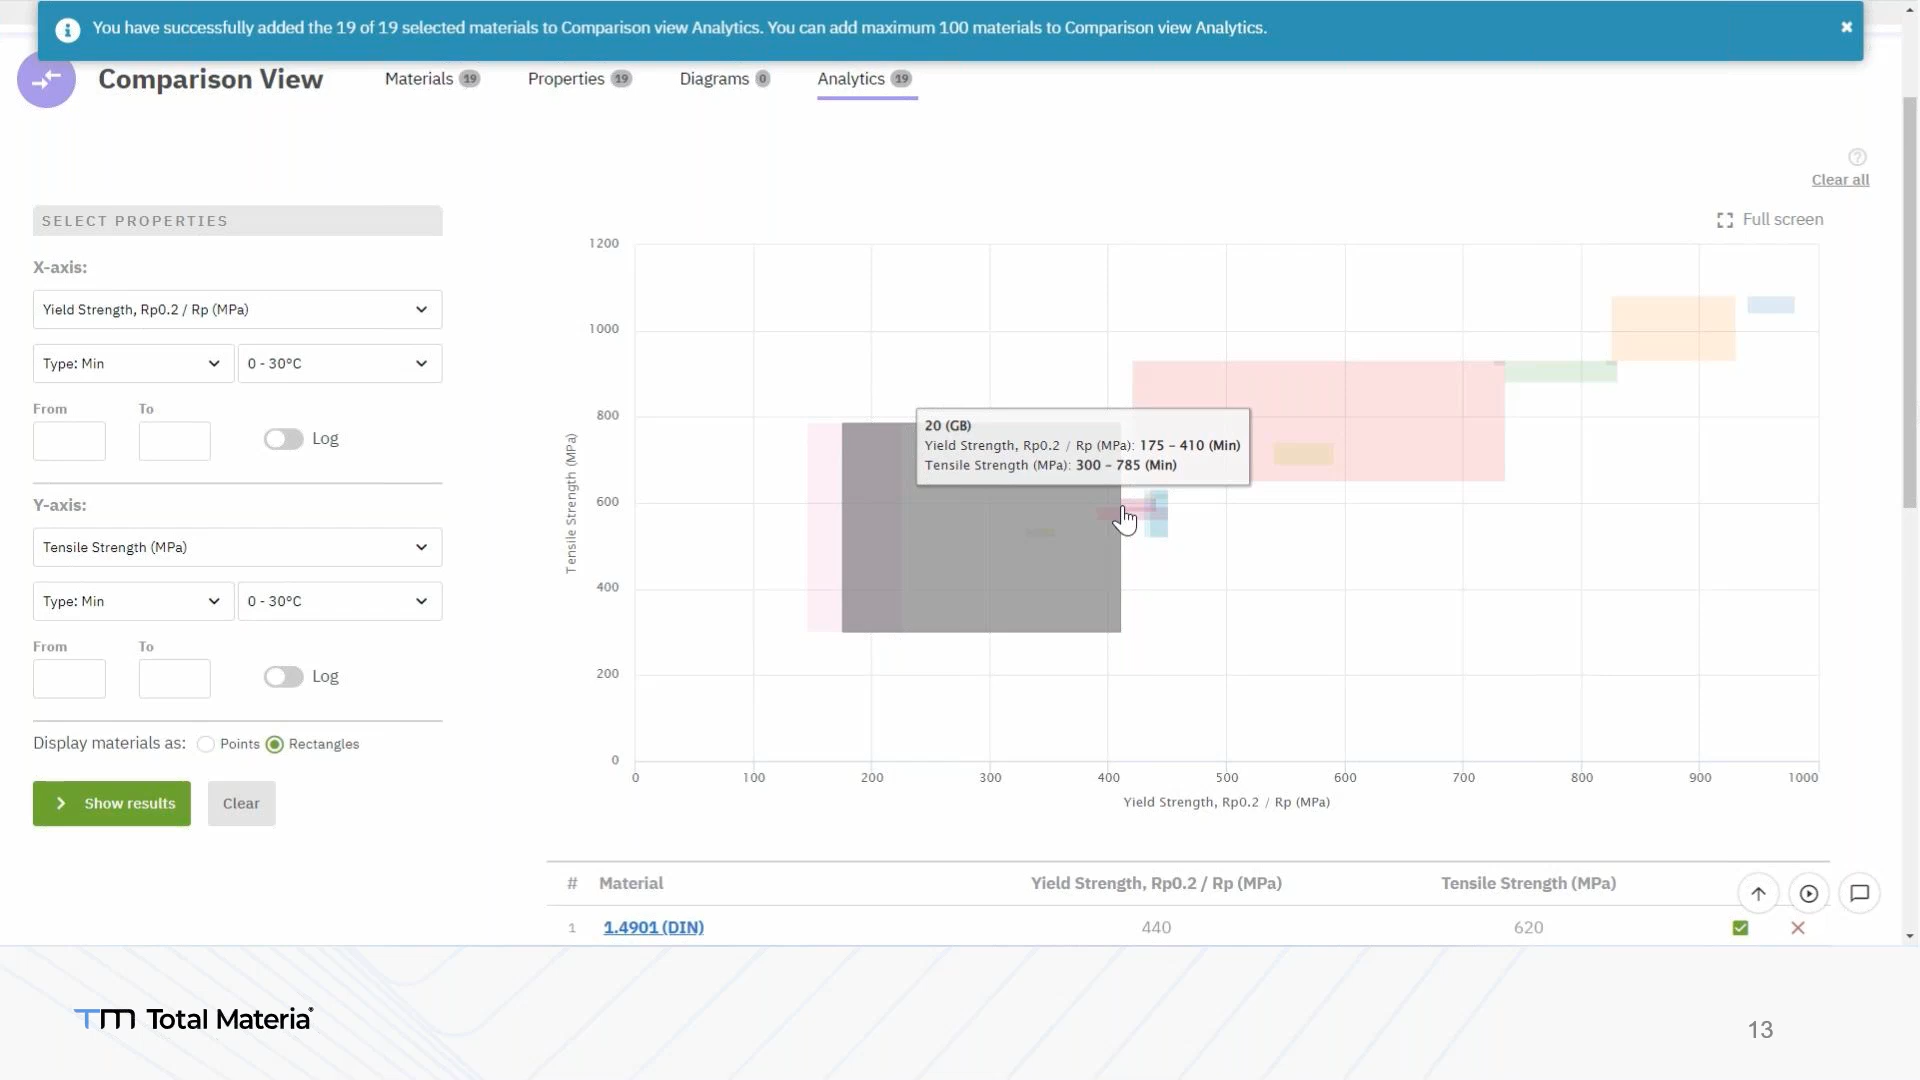 You have successfully added the 19 of 19 selected materials to Comparison view Analytics. You can add maximum 100 materials to Comparison view Analytics.
Comparison View
Materials 19
Properties 19
Diagrams 0
Analytics 19
Clear all
SELECT PROPERTIES
X-axis:
Yield Strength, Rp0.2 / Rp (MPa)
Type: Min
0 - 30°C
From
To
Log
Y-axis:
Tensile Strength (MPa)
Type: Min
0 - 30°C
From
To
Log
Display materials as:
Points
Rectangles
Show results
Clear
Full screen
1200
1000
800
600
400
200
0
Tensile Strength (MPa)
20 (GB)
Yield Strength, Rp0.2 / Rp (MPa): 175 – 410 (Min)
Tensile Strength (MPa): 300 – 785 (Min)
0 100 200 300 400 500 600 700 800 900 1000
Yield Strength, Rp0.2 / Rp (MPa)
# Material Yield Strength, Rp0.2 / Rp (MPa) Tensile Strength (MPa)
1 1.4901 (DIN) 440 620
TM Total Materia®
13